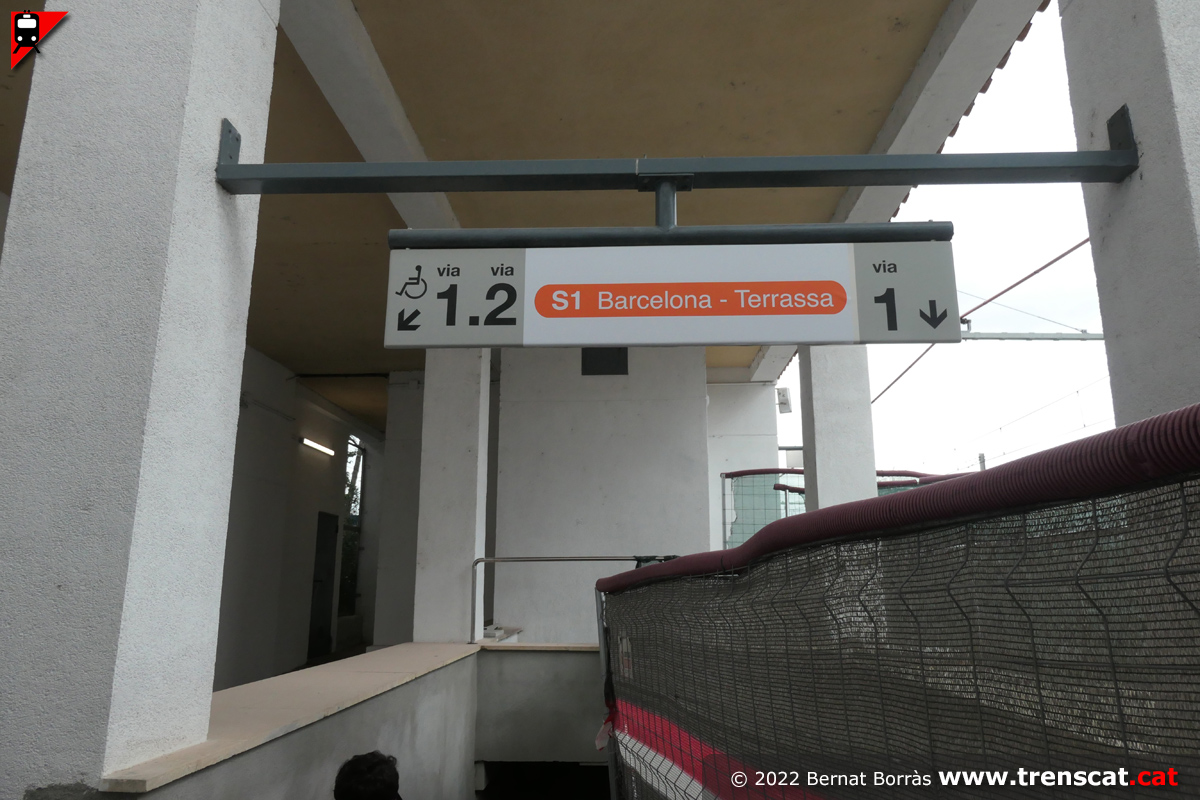 via via
1.2
S1 Barcelona - Terrassa
via
1
© 2022 Bernat Borràs www.trenscat.cat